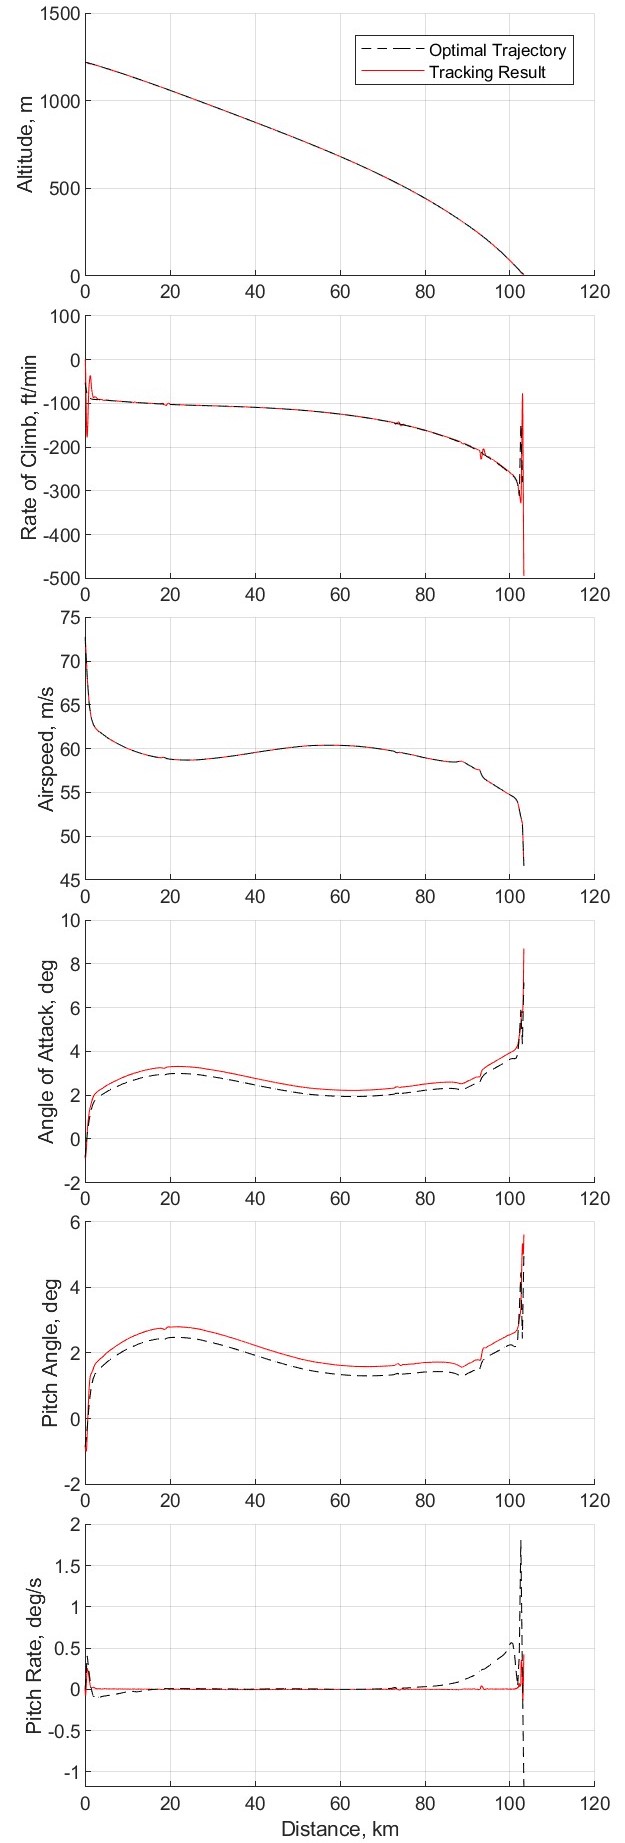 1500
Optimal Trajectory
Tracking Result
1000
500
0
Altitude, m
0 20 40 60 80 100 120
100
0
-100
-200
-300
-400
-500
Rate of Climb, ft/min
0 20 40 60 80 100 120
75
70
65
60
55
50
45
Airspeed, m/s
0 20 40 60 80 100 120
10
8
6
4
2
0
-2
Angle of Attack, deg
0 20 40 60 80 100 120
6
4
2
0
-2
Pitch Angle, deg
0 20 40 60 80 100 120
2
1.5
1
0.5
0
-0.5
-1
Pitch Rate, deg/s
0 20 40 60 80 100 120
Distance, km